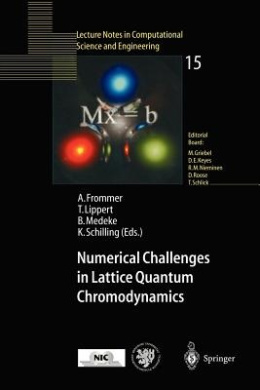 Lecture Notes in Computational
Science and Engineering
15
Mx=b
Editorial
Board:
M.Griebel
D.E.Keyes
R.M.Nieminen
D.Roose
T.Schlick
A.Frommer
T.Lippert
B.Medeke
K.Schilling (Eds.)
Numerical Challenges
in Lattice Quantum
Chromodynamics
NIC
Springer